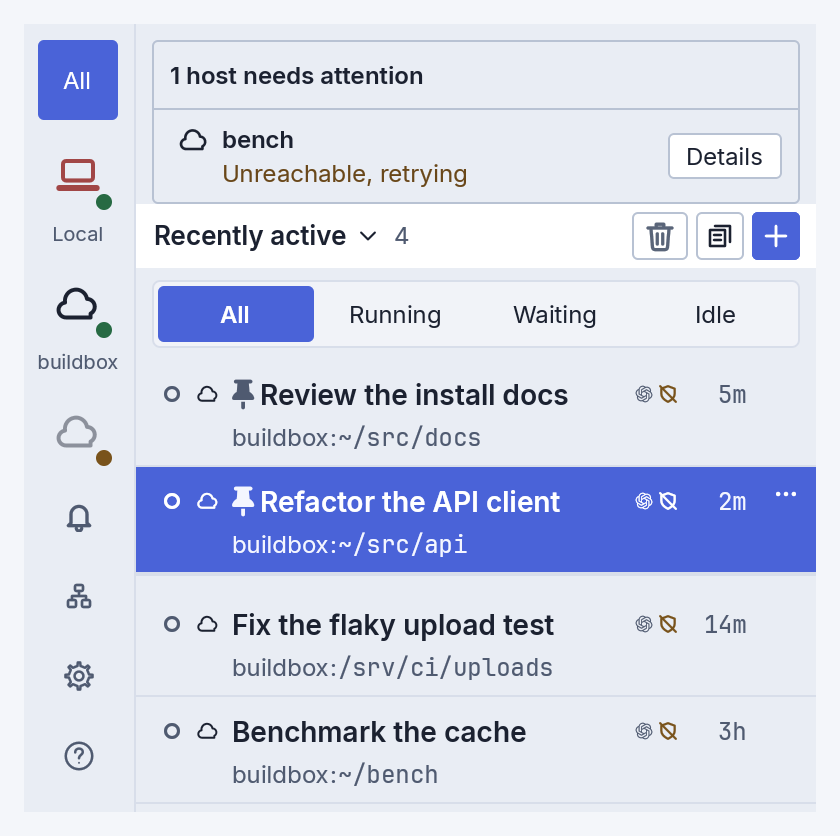 All
Local
buildbox
1 host needs attention
bench
Unreachable, retrying
Details
Recently active 4
All Running Waiting Idle
Review the install docs 5m
buildbox:~/src/docs
Refactor the API client 2m
buildbox:~/src/api
Fix the flaky upload test 14m
buildbox:/srv/ci/uploads
Benchmark the cache 3h
buildbox:~/bench